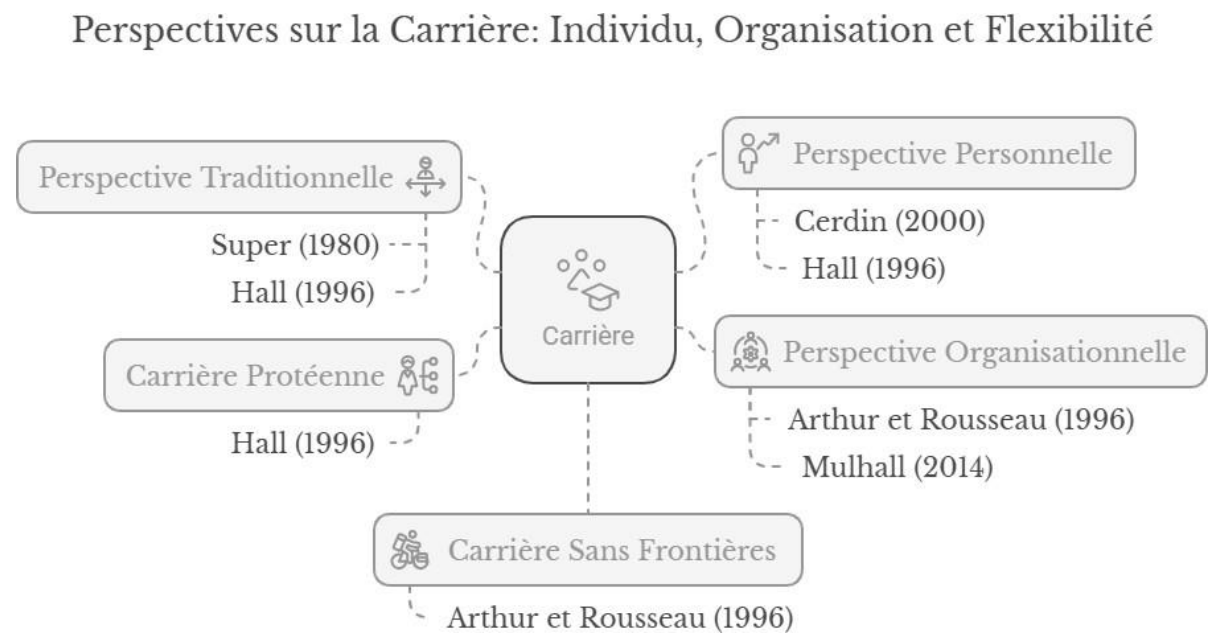 Perspectives sur la Carrière: Individu, Organisation et Flexibilité
Perspective Traditionnelle
Super (1980)
Hall (1996)
Carrière Protéenne
Hall (1996)
Carrière
Perspective Personnelle
Cerdin (2000)
Hall (1996)
Perspective Organisationnelle
Arthur et Rousseau (1996)
Mulhall (2014)
Carrière Sans Frontières
Arthur et Rousseau (1996)